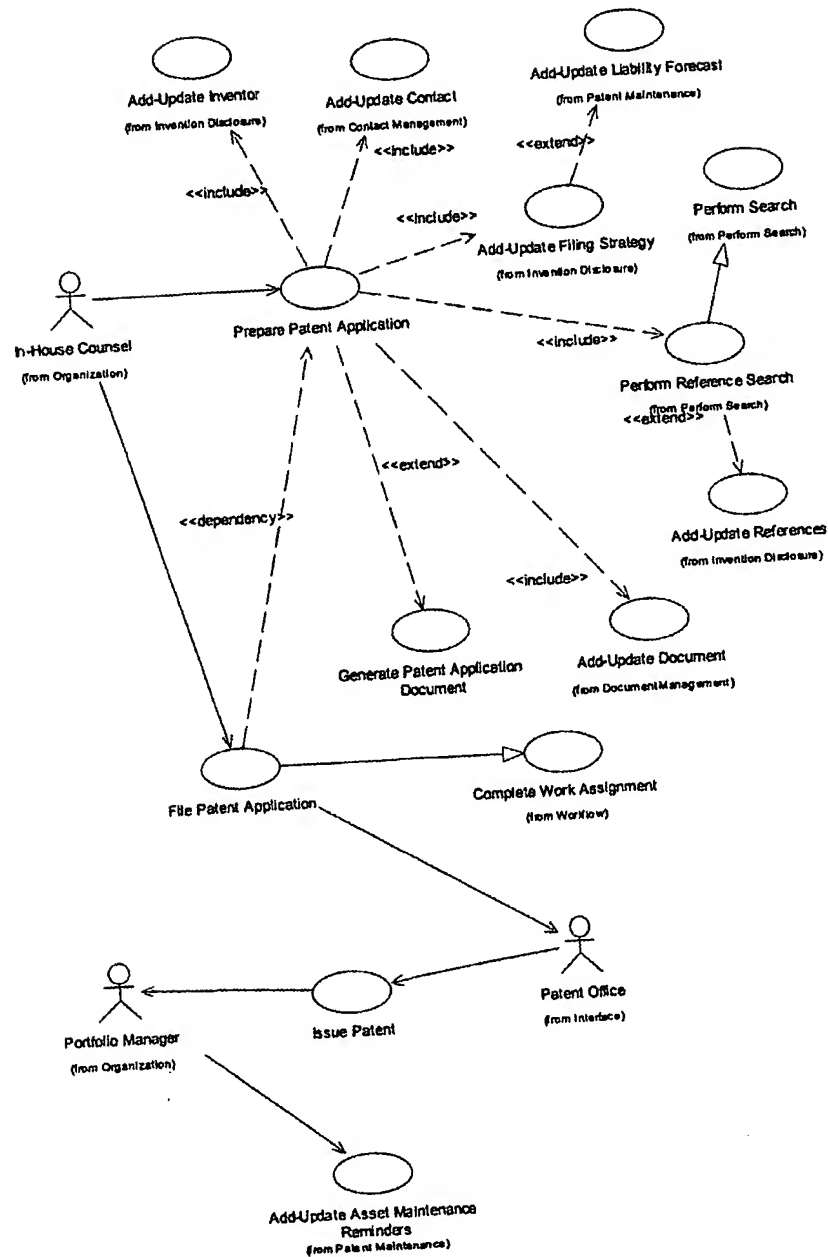 Add-Update Inventor
(from Invention Disclosure)
Add-Update Contact
(from Contact Management)
Add-Update Liability Forecast
(from Patent Maintenance)
<<include>>
<<include>>
<<extend>>
<<include>>
Add-Update Filing Strategy
(from Invention Disclosure)
Perform Search
(from Perform Search)
In-House Counsel
(from Organization)
Prepare Patent Application
<<include>>
Perform Reference Search
(from Perform Search)
<<extend>>
<<extend>>
<<dependency>>
Add-Update References
(from Invention Disclosure)
<<include>>
Generate Patent Application
Document
Add-Update Document
(from Document Management)
File Patent Application
Complete Work Assignment
(from Workflow)
Portfolio Manager
(from Organization)
Issue Patent
Patent Office
(from Interface)
Add-Update Asset Maintenance
Reminders
(from Patent Maintenance)